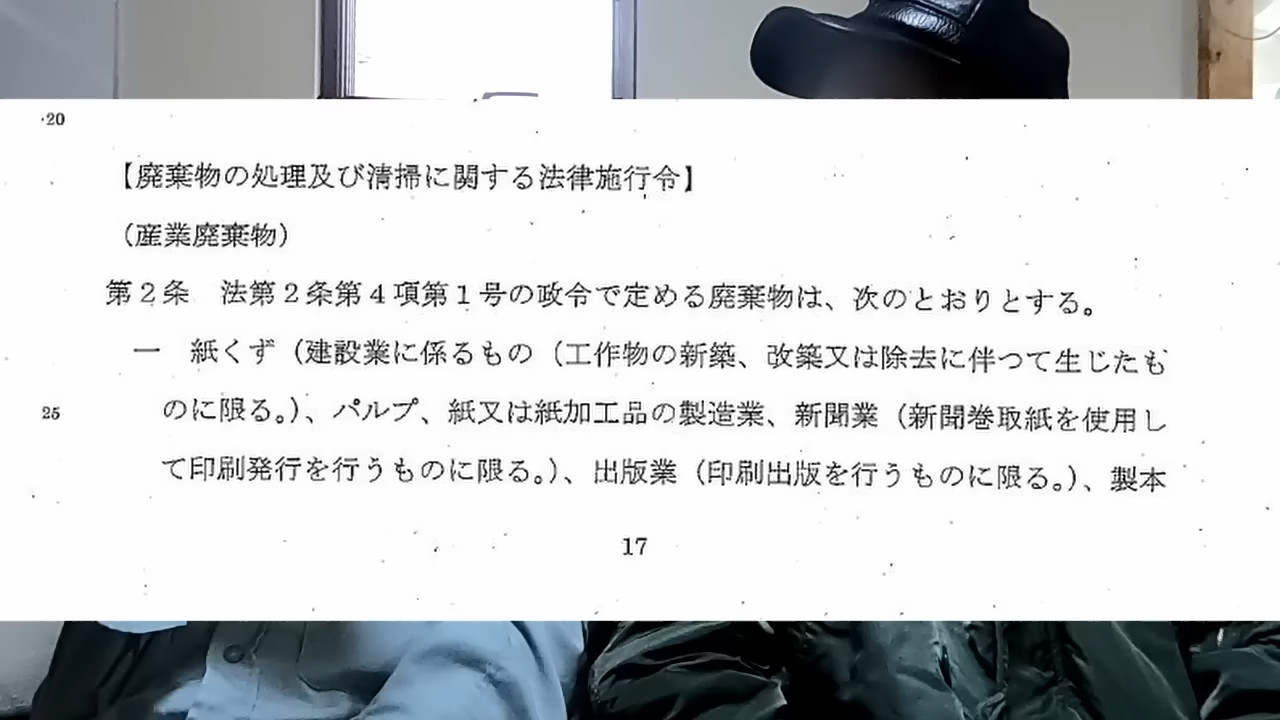 ·20
【廃棄物の処理及び清掃に関する法律施行令】
（産業廃棄物）
第２条　法第２条第４項第１号の政令で定める廃棄物は、次のとおりとする。
一　紙くず（建設業に係るもの（工作物の新築、改築又は除去に伴つて生じたも
25　のに限る。）、パルプ、紙又は紙加工品の製造業、新聞業（新聞巻取紙を使用し
て印刷発行を行うものに限る。）、出版業（印刷出版を行うものに限る。）、製本
17